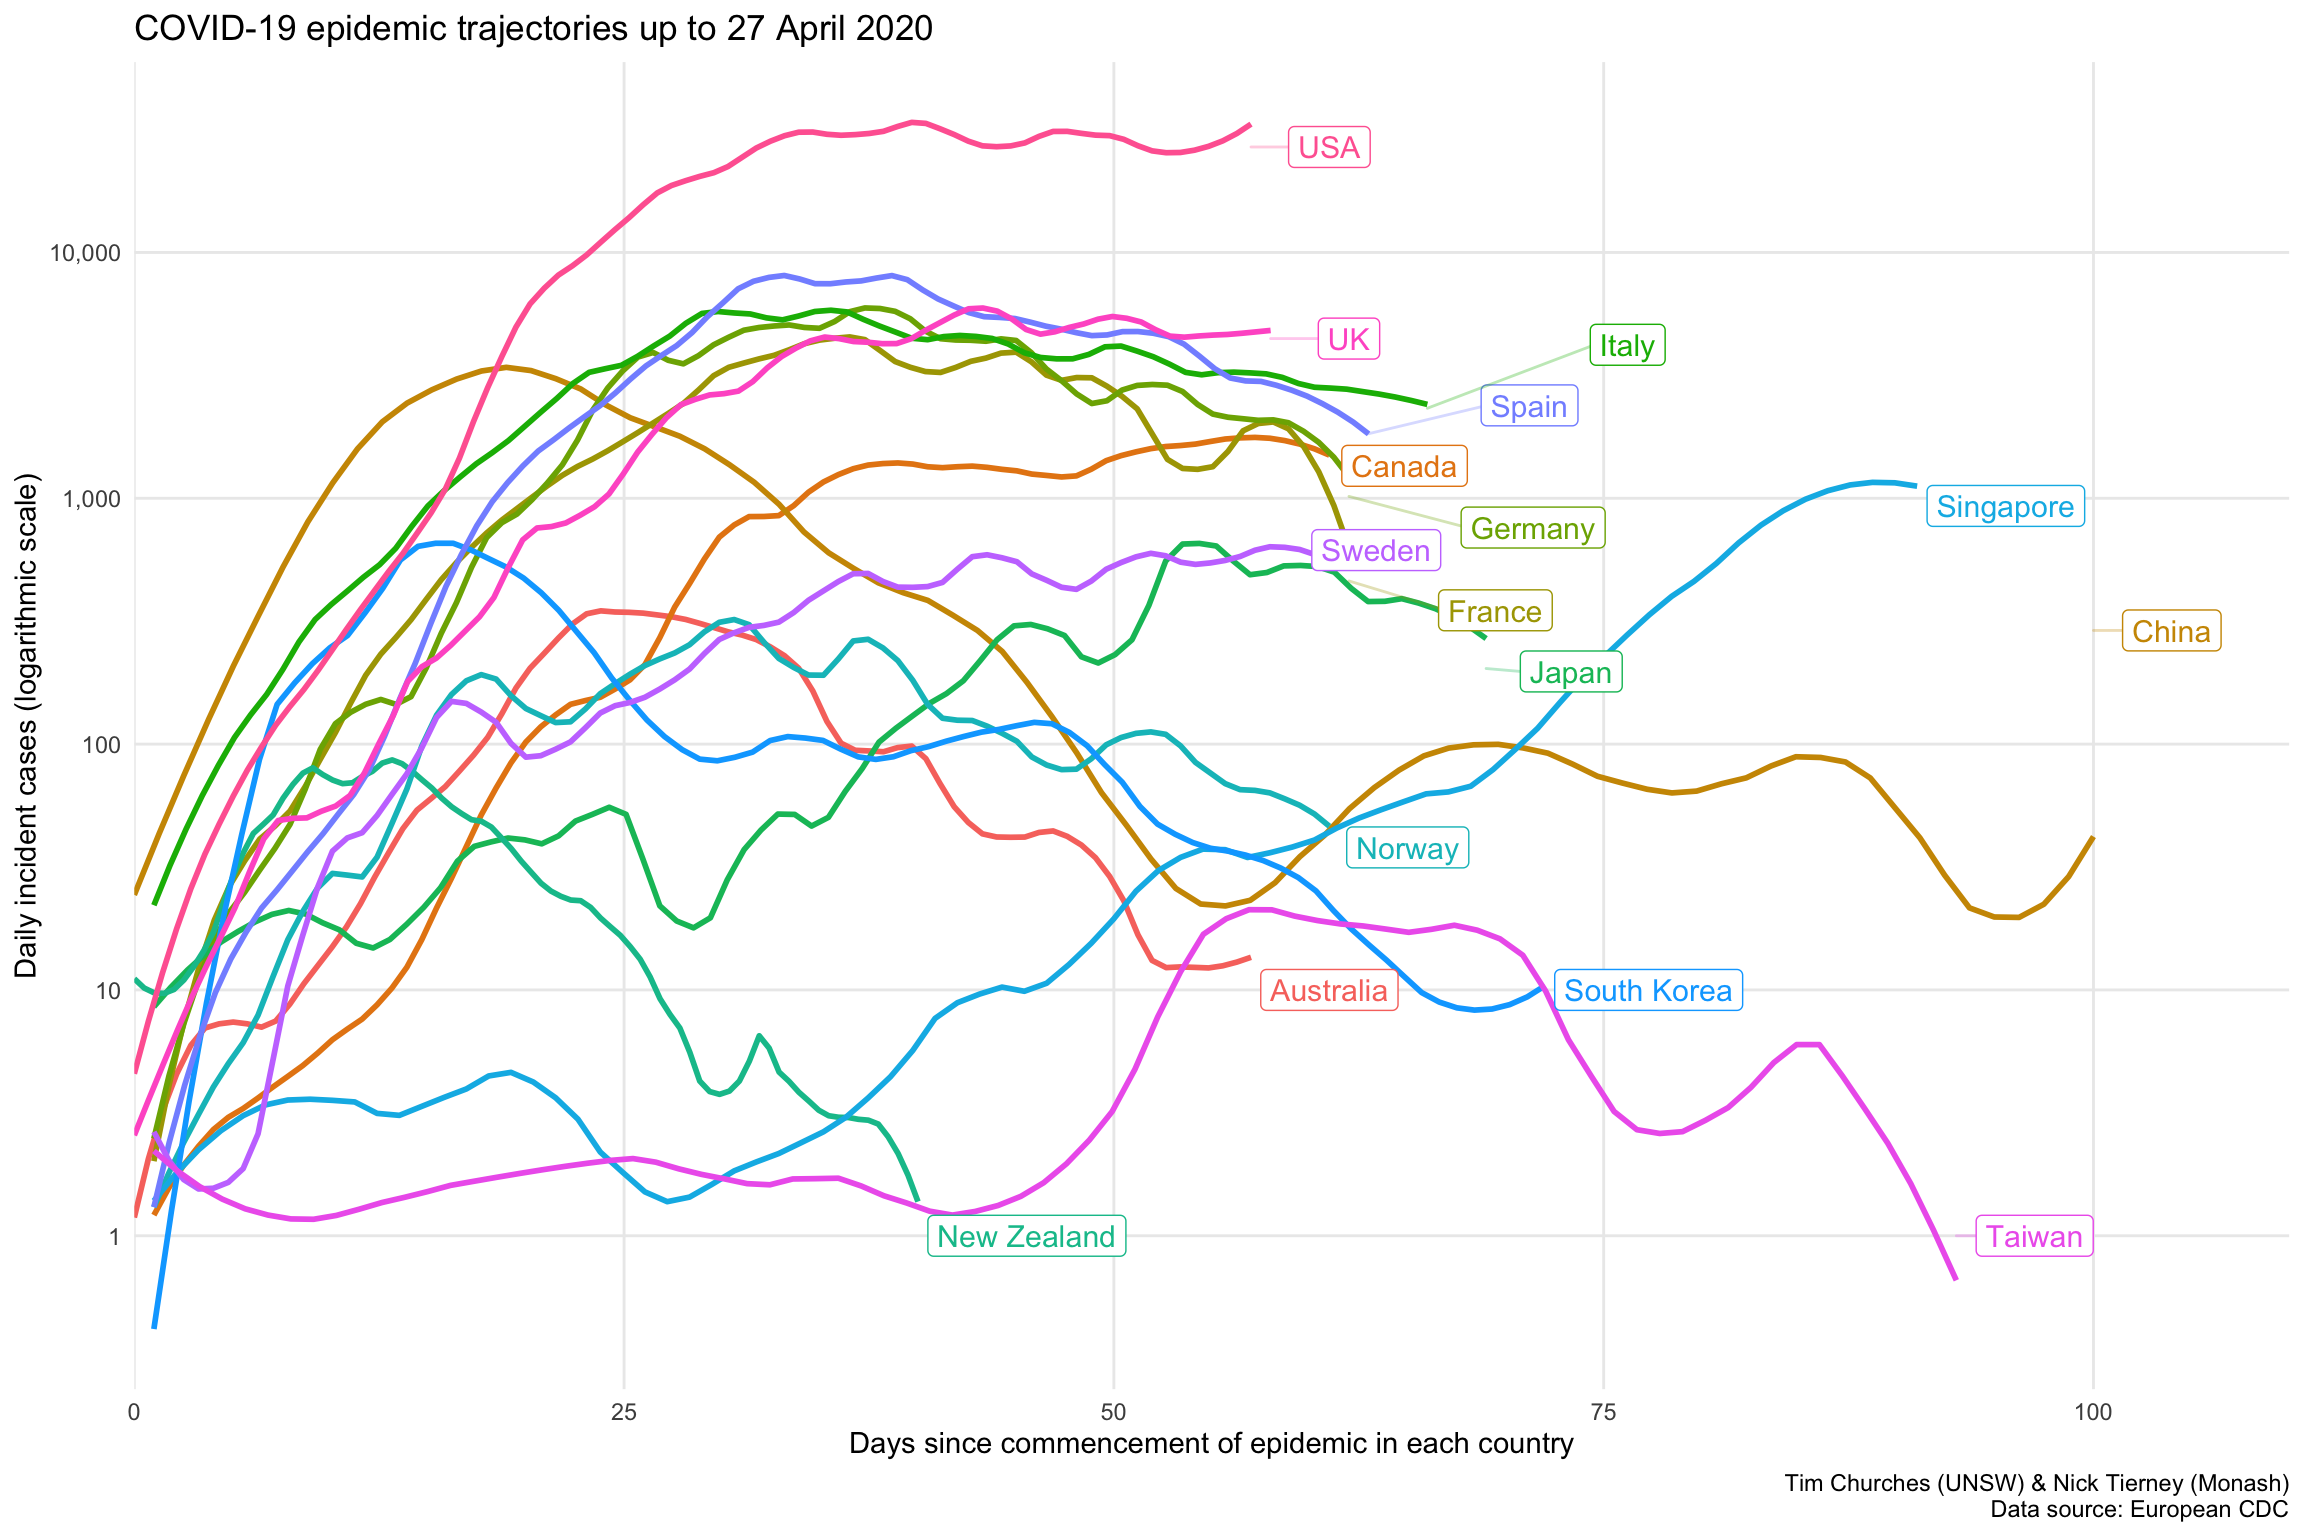 COVID-19 epidemic trajectories up to 27 April 2020
Daily incident cases (logarithmic scale)
10,000
1,000
100
10
1
USA
UK
Italy
Spain
Canada
Singapore
Germany
Sweden
France
China
Japan
Norway
Australia
South Korea
New Zealand
Taiwan
0
25
50
75
100
Days since commencement of epidemic in each country
Tim Churches (UNSW) & Nick Tierney (Monash)
Data source: European CDC